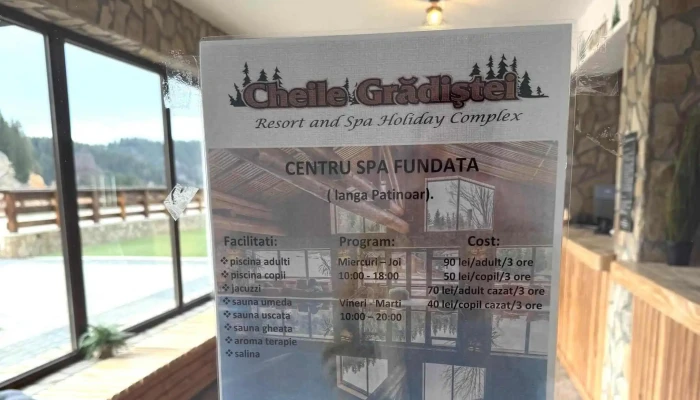 Cheile Grădiştei
Resort and Spa Holiday Complex
CENTRU SPA FUNDATA
( langa Patinoar).
Facilitati:
❖ piscina adulti
❖ piscina copii
❖ jacuzzi
❖ sauna umeda
❖ sauna uscata
❖ sauna gheata
❖ aroma terapie
❖ salina
Program:
Miercuri – Joi
10:00 - 18:00
Vineri - Marti
10:00 – 20:00
Cost:
90 lei/adult/3 ore
50 lei/copil/3 ore
70 lei/adult cazat/3 ore
40 lei/copil cazat/3 ore